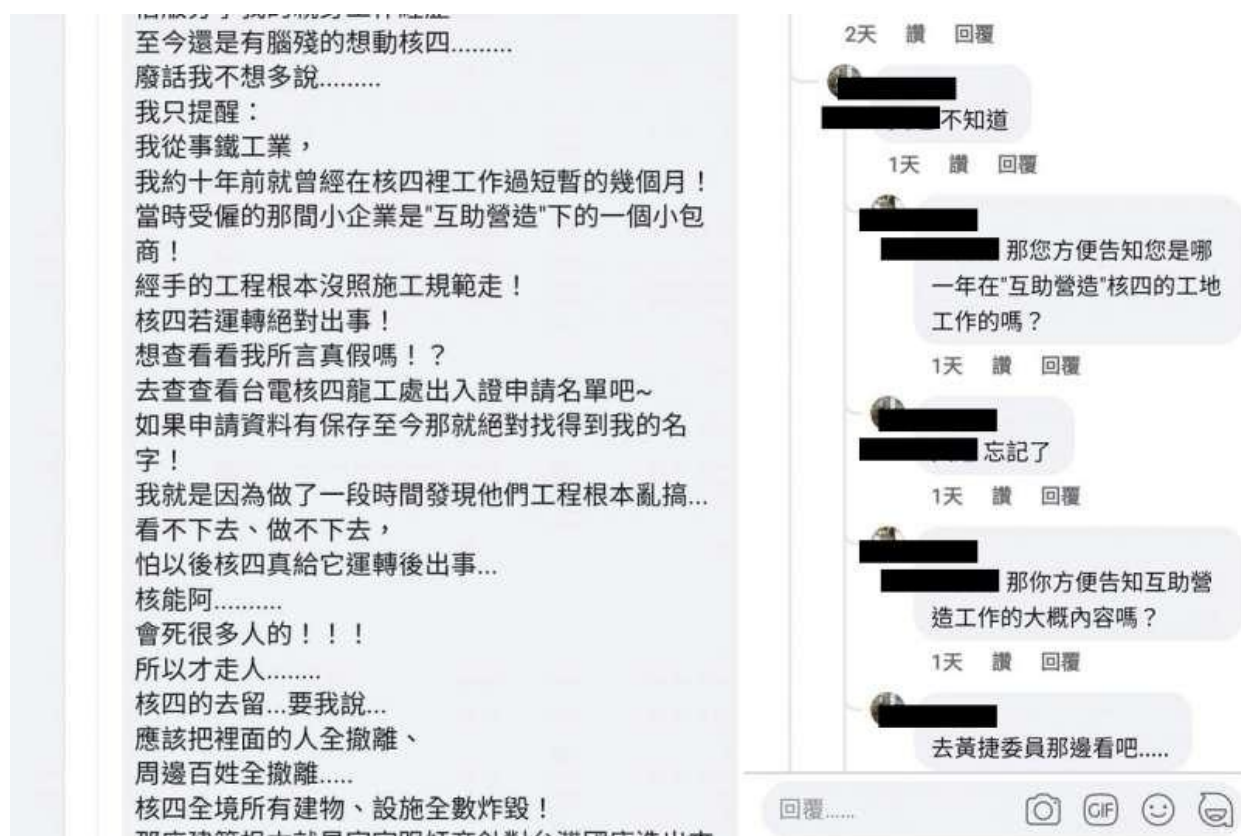 至今還是有腦殘的想動核四.........
廢話我不想多說.........
我只提醒：
我從事鐵工業，
我約十年前就曾經在核四裡工作過短暫的幾個月！
當時受僱的那間小企業是"互助營造"下的一個小包
商！
經手的工程根本沒照施工規範走！
核四若運轉絕對出事！
想查看看我所言真假嗎！？
去查查看台電核四龍工處出入證申請名單吧~
如果申請資料有保存至今那就絕對找得到我的名
字！
我就是因為做了一段時間發現他們工程根本亂搞...
看不下去、做不下去，
怕以後核四真給它運轉後出事...
核能阿..........
會死很多人的！！！
所以才走人........
核四的去留...要我說...
應該把裡面的人全撤離、
周邊百姓全撤離.....
核四全境所有建物、設施全數炸毀！
2天 讚 回覆
不知道
1天 讚 回覆
那您方便告知您是哪
一年在"互助營造"核四的工地
工作的嗎？
1天 讚 回覆
忘記了
1天 讚 回覆
那你方便告知互助營
造工作的大概內容嗎？
1天 讚 回覆
去黃捷委員那邊看吧.....
回覆......
GIF